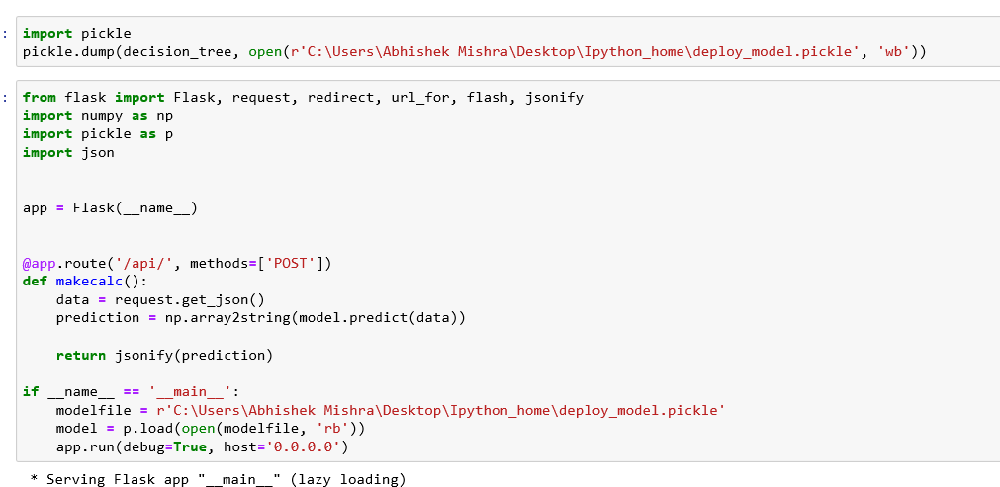 : import pickle
pickle.dump(decision_tree, open(r'C:\Users\Abhishek Mishra\Desktop\Ipython_home\deploy_model.pickle', 'wb'))
: from flask import Flask, request, redirect, url_for, flash, jsonify
import numpy as np
import pickle as p
import json
app = Flask(__name__)
@app.route('/api/', methods=['POST'])
def makecalc():
    data = request.get_json()
    prediction = np.array2string(model.predict(data))
    return jsonify(prediction)
if __name__ == '__main__':
    modelfile = r'C:\Users\Abhishek Mishra\Desktop\Ipython_home\deploy_model.pickle'
    model = p.load(open(modelfile, 'rb'))
    app.run(debug=True, host='0.0.0.0')
* Serving Flask app "__main__" (lazy loading)